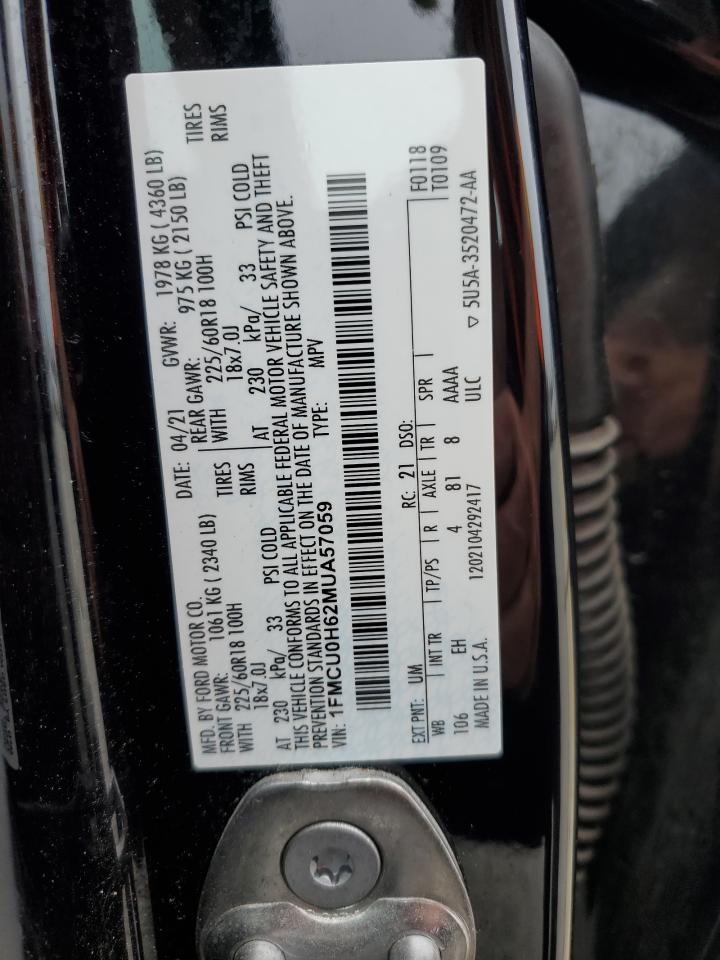 MFD. BY FORD MOTOR CO.
DATE: 04/21 GVWR: 1978 KG ( 4360 LB)
FRONT GAWR: 1061 KG ( 2340 LB) REAR GAWR: 975 KG ( 2150 LB)
WITH 225/60R18 100H TIRES WITH 225/60R18 100H TIRES
18x7.0J RIMS 18x7.0J RIMS
AT 230 kPa/ 33 PSI COLD AT 230 kPa/ 33 PSI COLD
THIS VEHICLE CONFORMS TO ALL APPLICABLE FEDERAL MOTOR VEHICLE SAFETY AND THEFT
PREVENTION STANDARDS IN EFFECT ON THE DATE OF MANUFACTURE SHOWN ABOVE.
VIN: 1FMCU0H62MUA57059 TYPE: MPV
EXT PNT: UM RC: 21 DSO: F0118
WB INT TR TP/PS R AXLE TR SPR T0109
106 EH 4 81 8 AAAA
ULC
MADE IN U.S.A. 1202104292417 ▽ 5U5A-3520472-AA